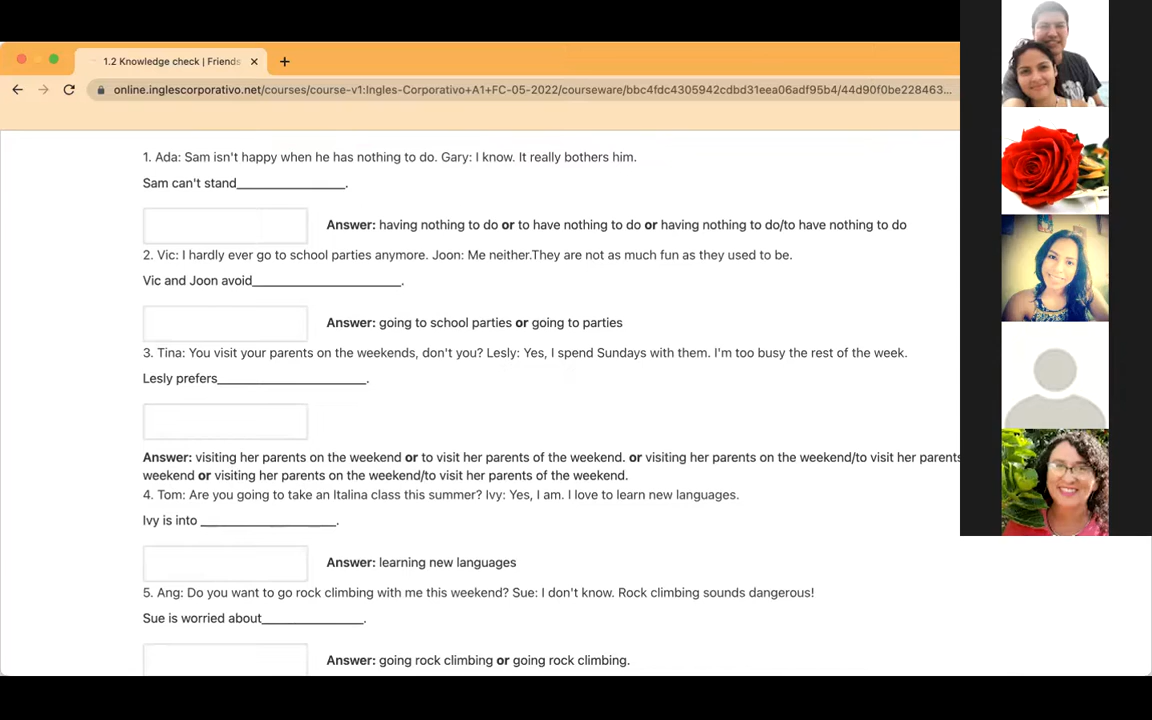 1.2 Knowledge check | Friends
online.inglescorporativo.net/courses/course-v1:Ingles-Corporativo+A1+FC-05-2022/courseware/bbc4fdc4305942cdbd31eea06adf95b4/44d90f0be228463...
1. Ada: Sam isn't happy when he has nothing to do. Gary: I know. It really bothers him.
Sam can't stand________________.
Answer: having nothing to do or to have nothing to do or having nothing to do/to have nothing to do
2. Vic: I hardly ever go to school parties anymore. Joon: Me neither.They are not as much fun as they used to be.
Vic and Joon avoid______________________.
Answer: going to school parties or going to parties
3. Tina: You visit your parents on the weekends, don't you? Lesly: Yes, I spend Sundays with them. I'm too busy the rest of the week.
Lesly prefers______________________.
Answer: visiting her parents on the weekend or to visit her parents of the weekend. or visiting her parents on the weekend/to visit her parents
weekend or visiting her parents on the weekend/to visit her parents of the weekend.
4. Tom: Are you going to take an Italina class this summer? Ivy: Yes, I am. I love to learn new languages.
Ivy is into ____________________.
Answer: learning new languages
5. Ang: Do you want to go rock climbing with me this weekend? Sue: I don't know. Rock climbing sounds dangerous!
Sue is worried about_______________.
Answer: going rock climbing or going rock climbing.